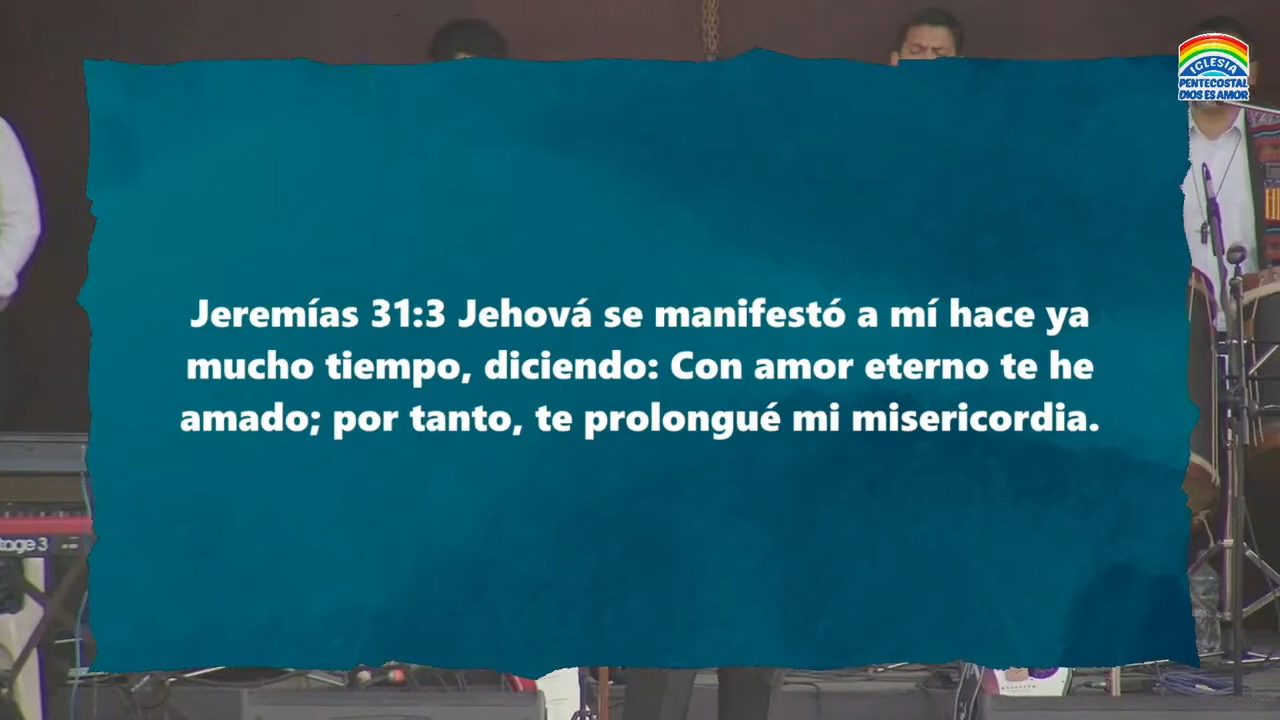 IGLESIA
PENTECOSTAL
DIOS ES AMOR
Jeremías 31:3 Jehová se manifestó a mí hace ya
mucho tiempo, diciendo: Con amor eterno te he
amado; por tanto, te prolongué mi misericordia.
tage 3